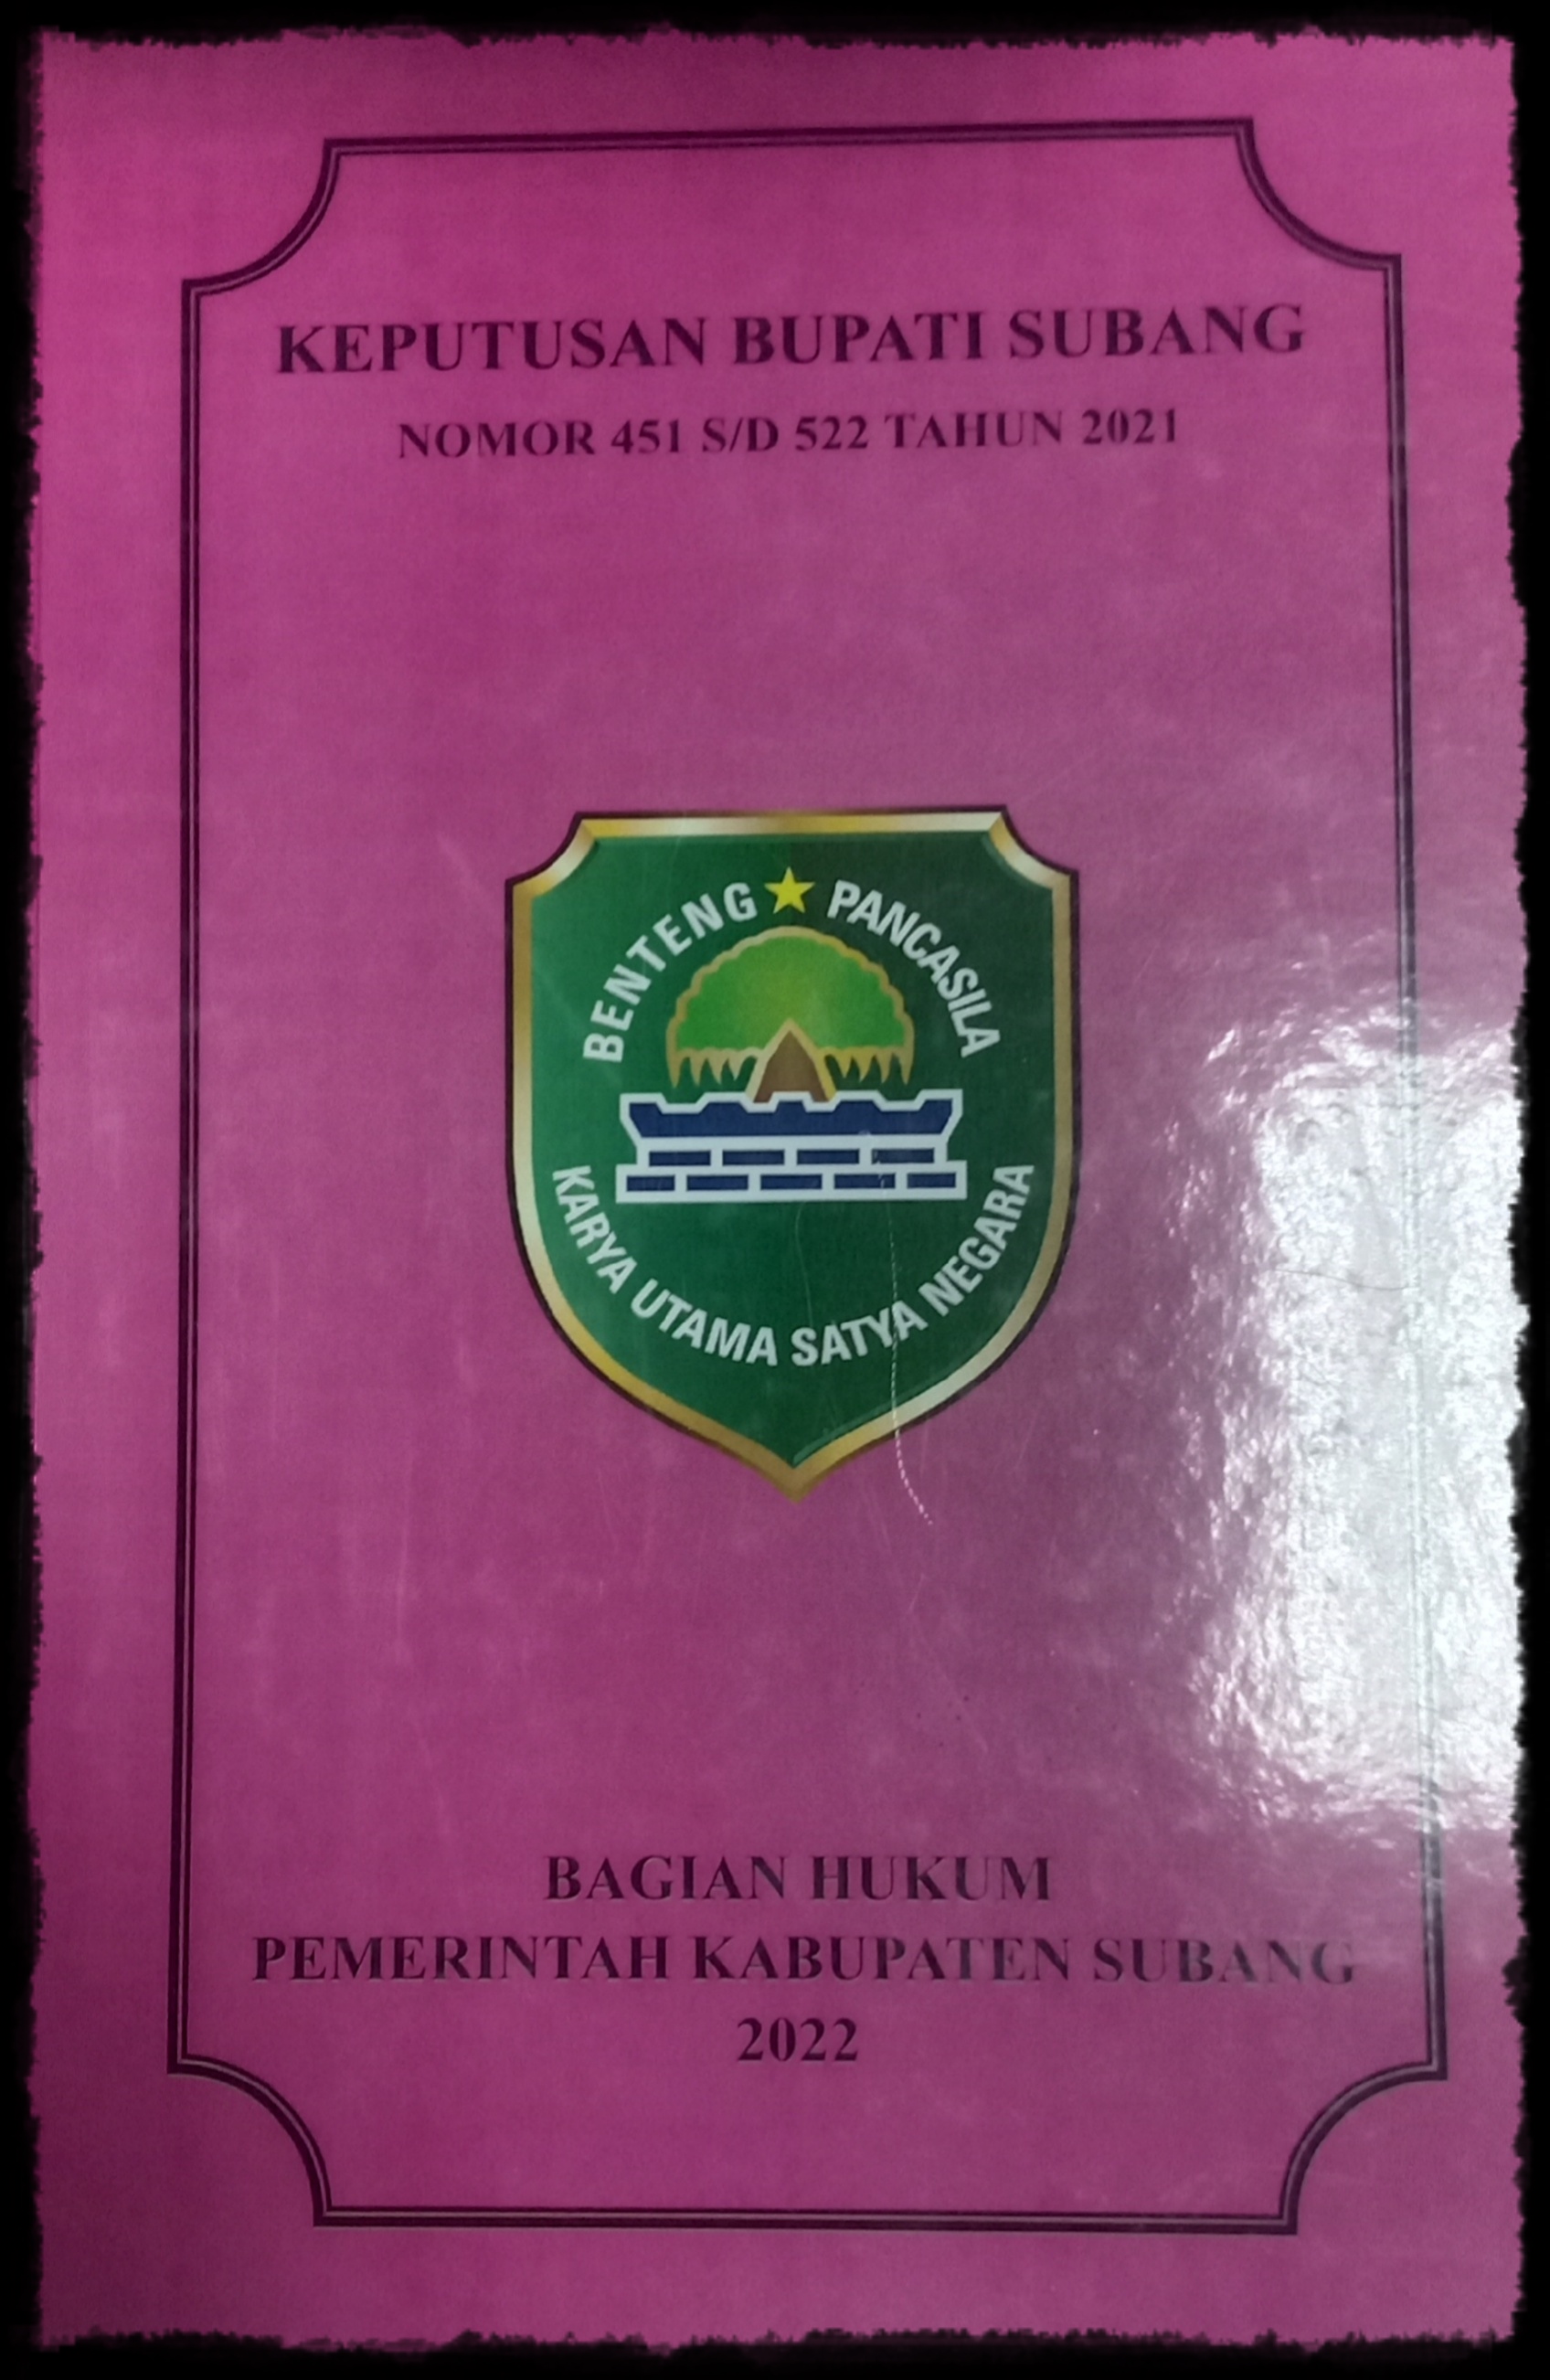 KEPUTUSAN BUPATI SUBANG
NOMOR 451 S/D 522 TAHUN 2021
BENTENG PANCASILA
KARYA UTAMA SATYA NEGARA
BAGIAN HUKUM
PEMERINTAH KABUPATEN SUBANG
2022